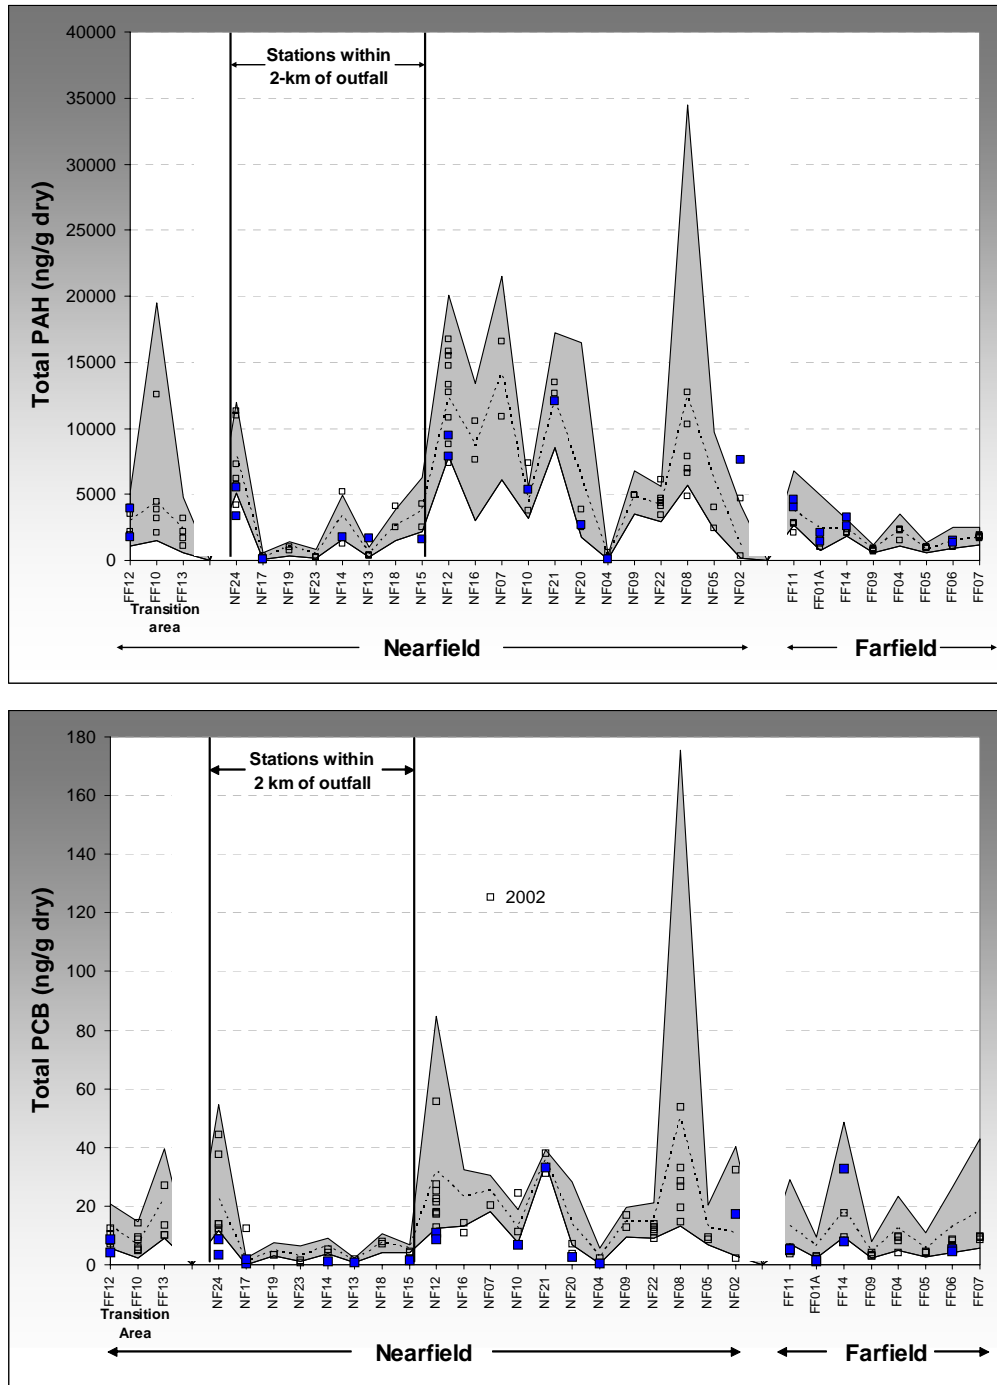 40000
35000
30000
25000
20000
15000
10000
5000
0
Total PAH (ng/g dry)
Stations within
2-km of outfall
FF12
FF10
FF13
NF24
NF17
NF19
NF23
NF14
NF13
NF18
NF15
NF12
NF16
NF07
NF10
NF21
NF20
NF04
NF09
NF22
NF08
NF05
NF02
FF11
FF01A
FF14
FF09
FF04
FF05
FF06
FF07
Transition
area
Nearfield
Farfield
180
160
140
120
100
80
60
40
20
0
Total PCB (ng/g dry)
Stations within
2 km of outfall
2002
FF12
FF10
FF13
NF24
NF17
NF19
NF23
NF14
NF13
NF18
NF15
NF12
NF16
NF07
NF10
NF21
NF20
NF04
NF09
NF22
NF08
NF05
NF02
FF11
FF01A
FF14
FF09
FF04
FF05
FF06
FF07
Transition
Area
Nearfield
Farfield